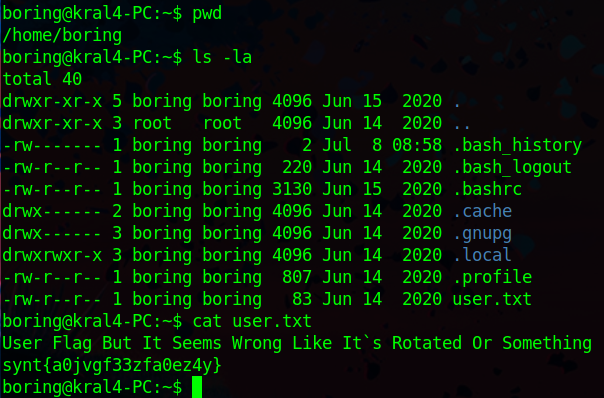 boring@kral4-PC:~$ pwd
/home/boring
boring@kral4-PC:~$ ls -la
total 40
drwxr-xr-x 5 boring boring 4096 Jun 15  2020 .
drwxr-xr-x 3 root   root   4096 Jun 14  2020 ..
-rw------- 1 boring boring    2 Jul  8 08:58 .bash_history
-rw-r--r-- 1 boring boring  220 Jun 14  2020 .bash_logout
-rw-r--r-- 1 boring boring 3130 Jun 15  2020 .bashrc
drwx------ 2 boring boring 4096 Jun 14  2020 .cache
drwx------ 3 boring boring 4096 Jun 14  2020 .gnupg
drwxrwxr-x 3 boring boring 4096 Jun 14  2020 .local
-rw-r--r-- 1 boring boring  807 Jun 14  2020 .profile
-rw-r--r-- 1 boring boring   83 Jun 14  2020 user.txt
boring@kral4-PC:~$ cat user.txt
User Flag But It Seems Wrong Like It`s Rotated Or Something
synt{a0jvgf33zfa0ez4y}
boring@kral4-PC:~$